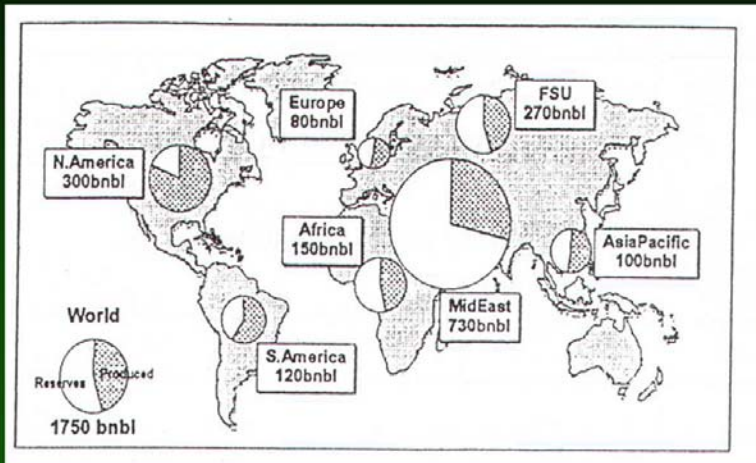 Europe
80bnbl
FSU
270bnbl
N.America
300bnbl
Africa
150bnbl
AsiaPacific
100bnbl
MidEast
730bnbl
World
S.America
120bnbl
Reserves
Produced
1750 bnbl